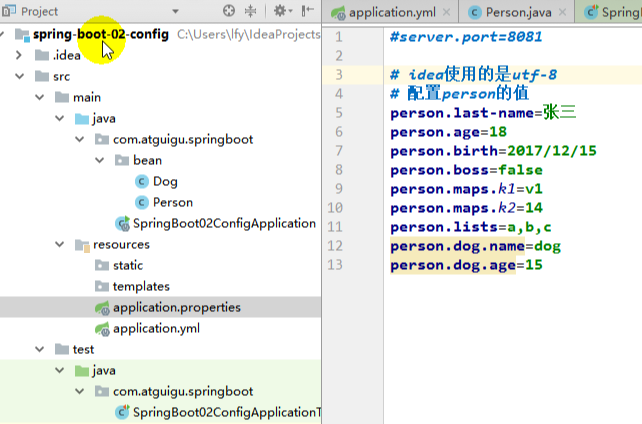 Project
spring-boot-02-config C:\Users\lfy\IdeaProjects
.idea
src
main
java
com.atguigu.springboot
bean
Dog
Person
SpringBoot02ConfigApplication
resources
static
templates
application.properties
application.yml
test
java
com.atguigu.springboot
SpringBoot02ConfigApplicationT
application.yml Person.java Spring
1 #server.port=8081
2
3 # idea使用的是utf-8
4 # 配置person的值
5 person.last-name=张三
6 person.age=18
7 person.birth=2017/12/15
8 person.boss=false
9 person.maps.k1=v1
10 person.maps.k2=14
11 person.lists=a,b,c
12 person.dog.name=dog
13 person.dog.age=15